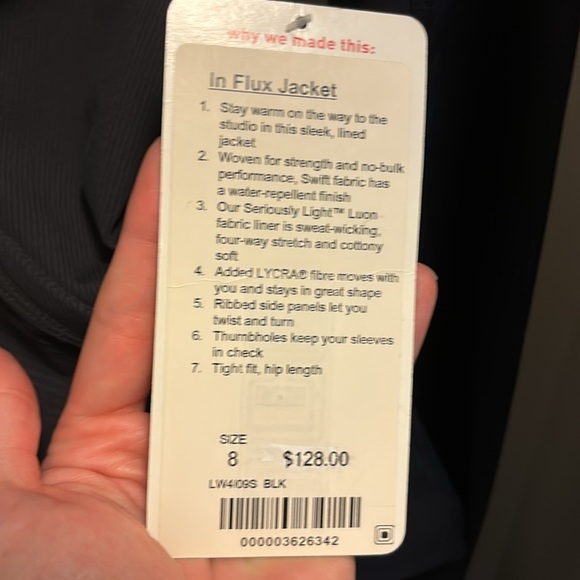 why we made this:
In Flux Jacket
1. Stay warm on the way to the
studio in this sleek, lined
jacket
2. Woven for strength and no-bulk
performance, Swift fabric has
a water-repellent finish
3. Our Seriously Light™ Luon
fabric liner is sweat-wicking,
four-way stretch and cottony
soft
4. Added LYCRA® fibre moves with
you and stays in great shape
5. Ribbed side panels let you
twist and turn
6. Thumbholes keep your sleeves
in check
7. Tight fit, hip length
SIZE
8 $128.00
LW4I09S BLK
000003626342